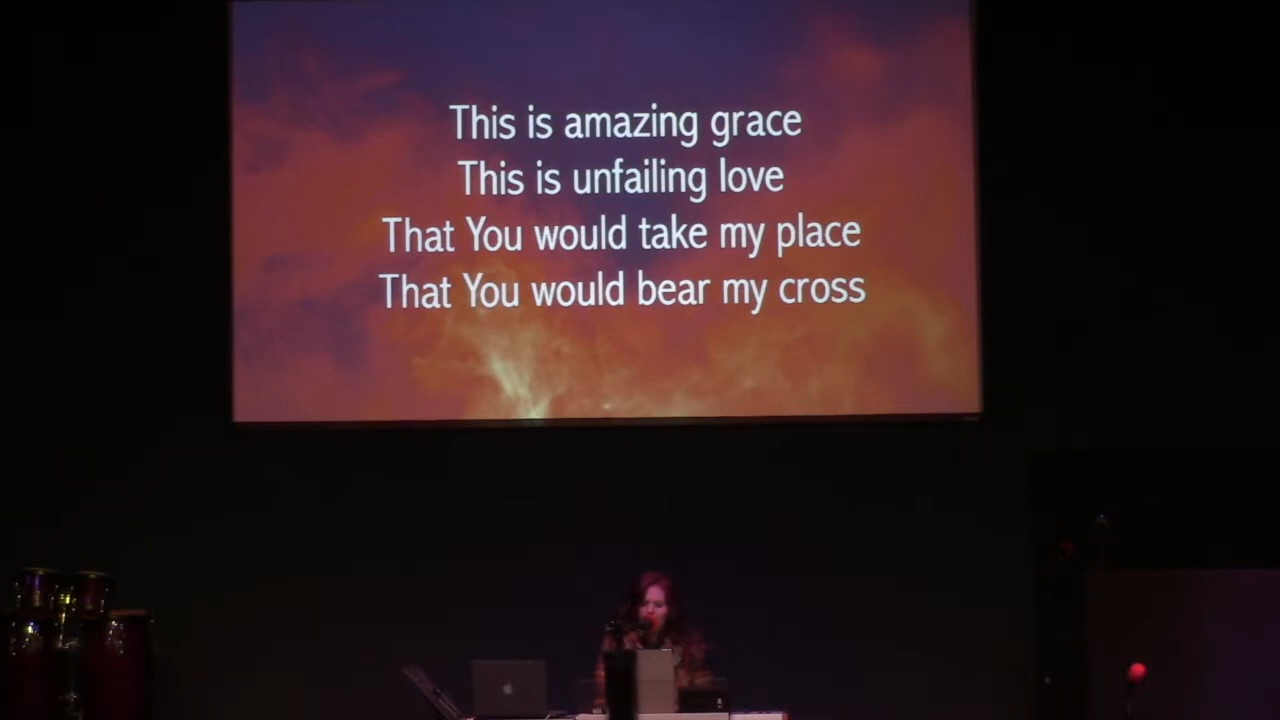 This is amazing grace
This is unfailing love
That You would take my place
That You would bear my cross